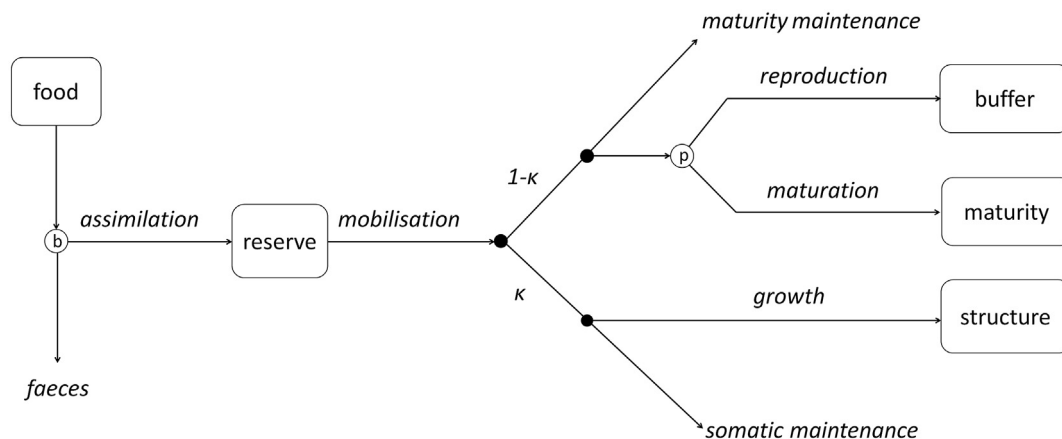 maturity maintenance
food
reproduction
buffer
1-κ
p
assimilation
mobilisation
maturation
maturity
b
reserve
κ
growth
structure
faeces
somatic maintenance